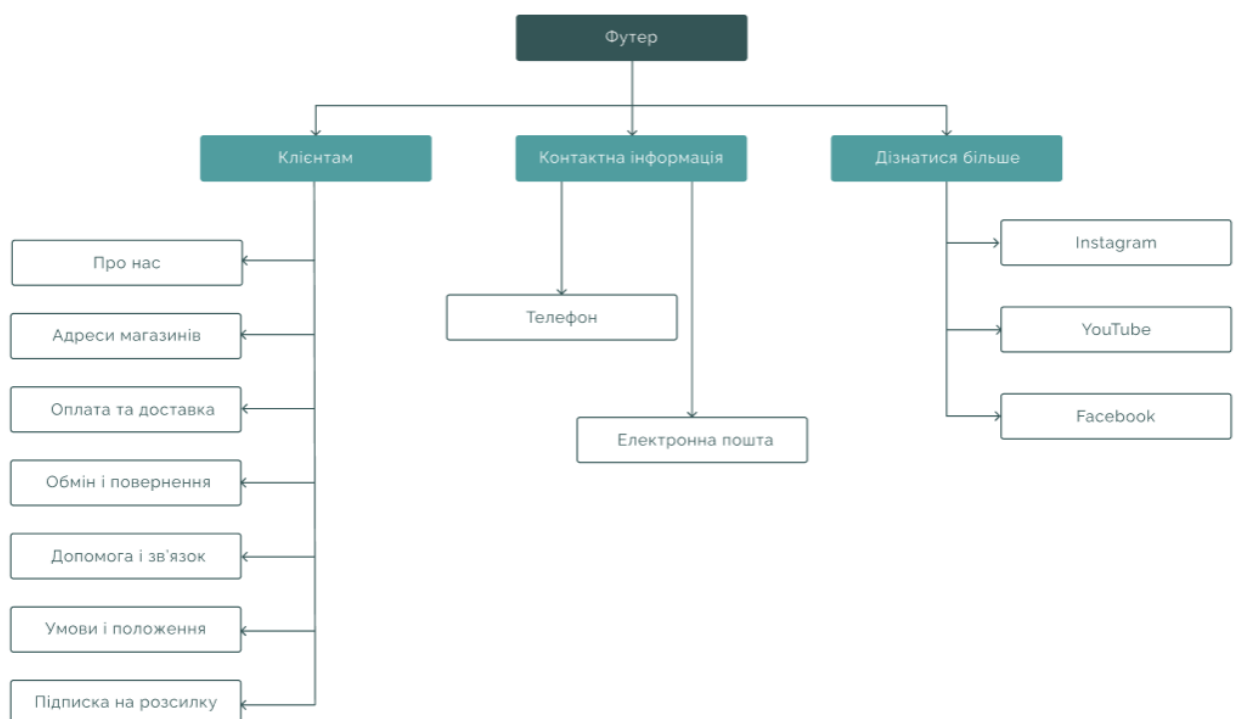 Футер
Клієнтам
Контактна інформація
Дізнатися більше
Про нас
Адреси магазинів
Оплата та доставка
Обмін і повернення
Допомога і зв'язок
Умови і положення
Підписка на розсилку
Телефон
Електронна пошта
Instagram
YouTube
Facebook